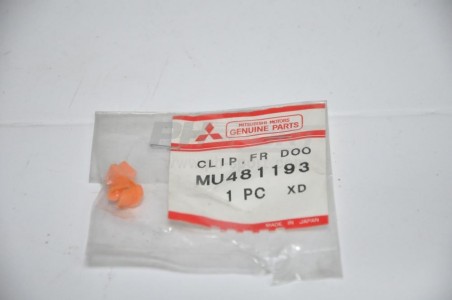 MITSUBISHI MOTORS
GENUINE PARTS
CLIP, FR DOO
MU481193
1 PC XD
MADE IN JAPAN